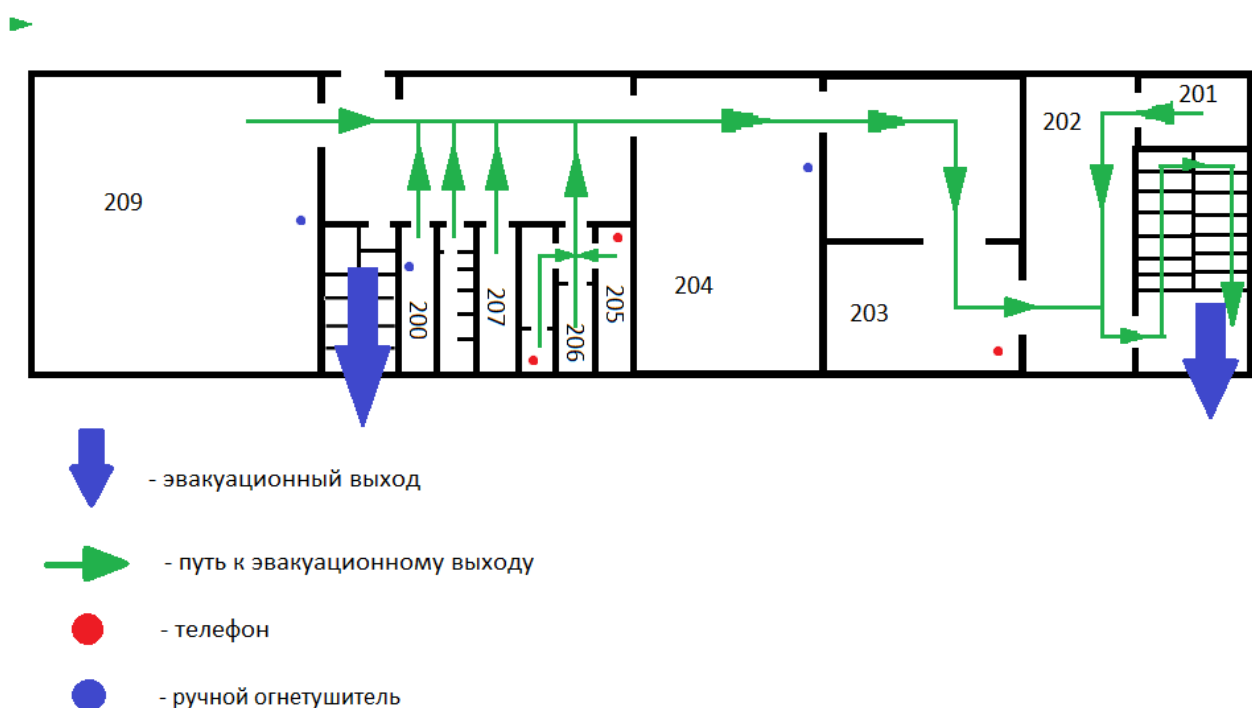 201
202
209
204
203
200
207
206
205
- эвакуационный выход
- путь к эвакуационному выходу
- телефон
- ручной огнетушитель